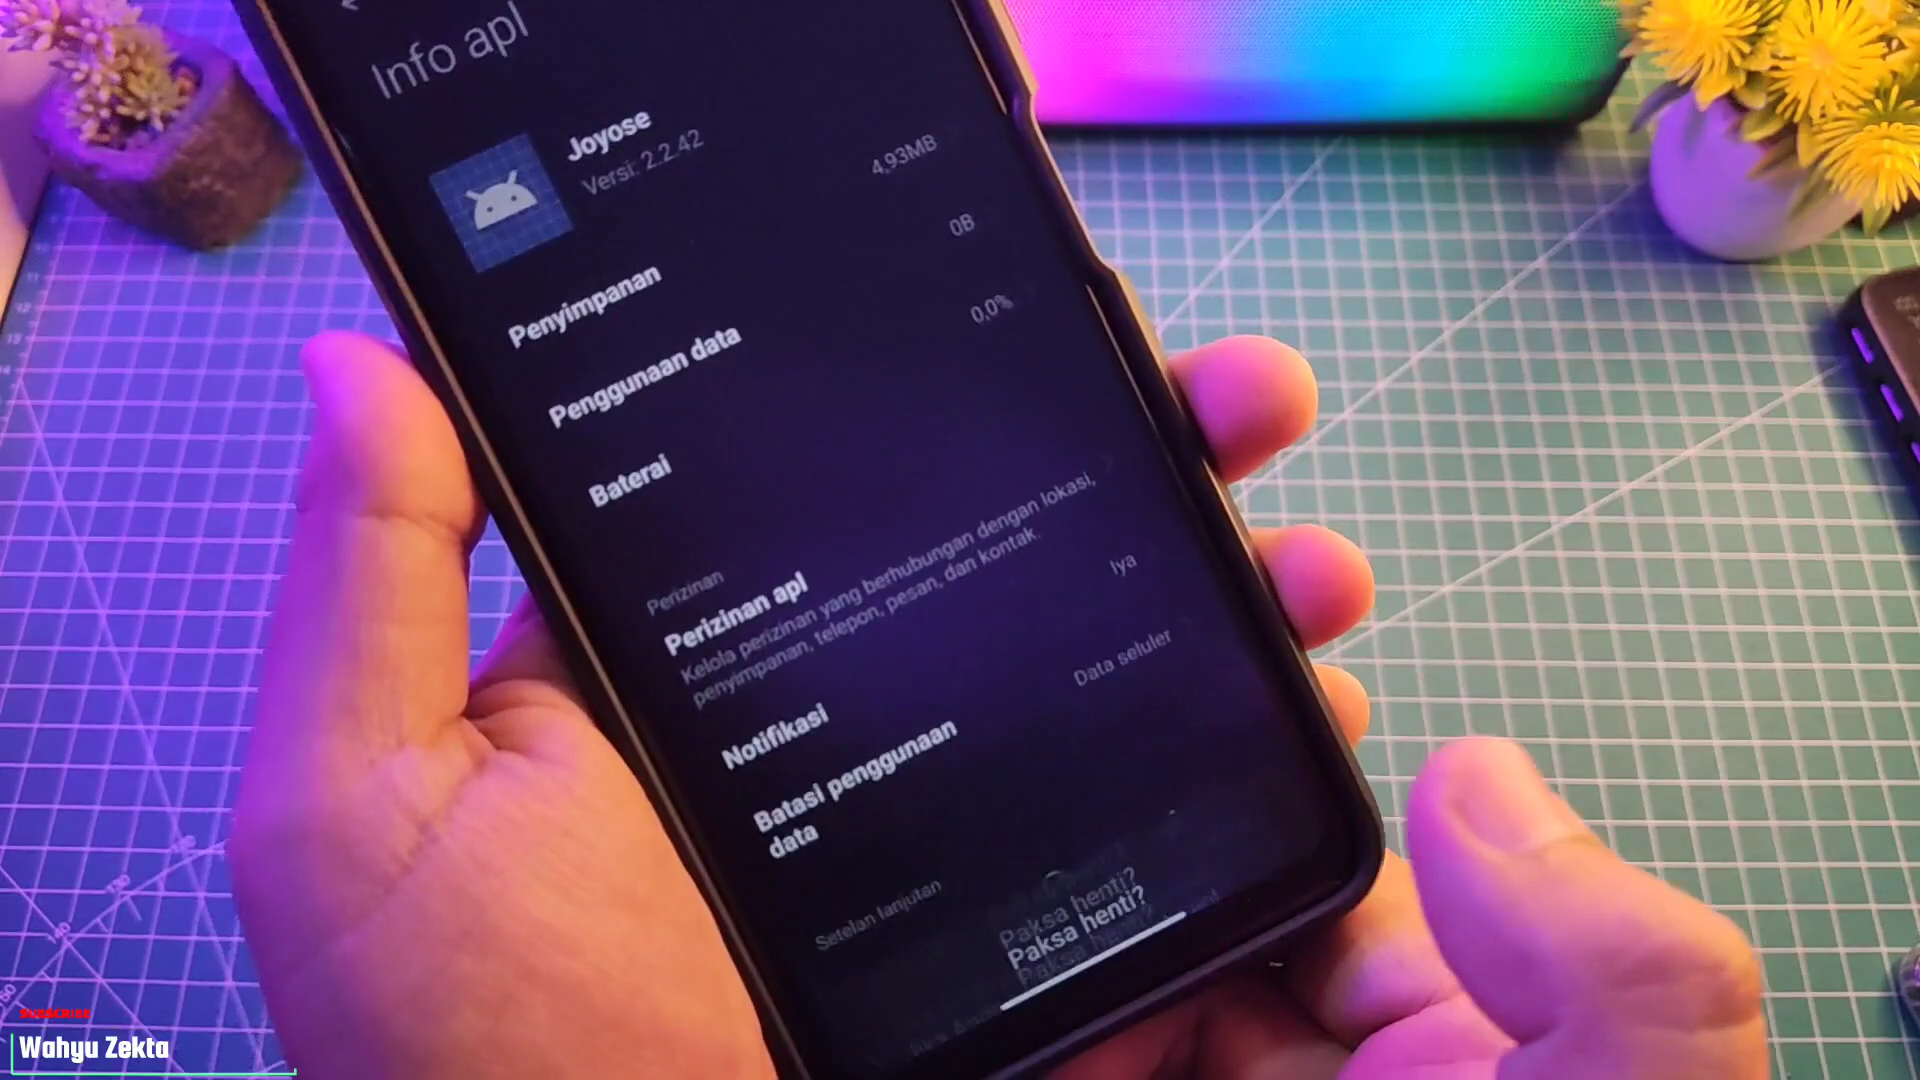 Info apl
Joyose
Versi: 2.2.42
Penyimpanan
4,93MB
Penggunaan data
0B
Baterai
0,0%
Perizinan
Perizinan apl
Kelola perizinan yang berhubungan dengan lokasi,
penyimpanan, telepon, pesan, dan kontak.
Notifikasi
Iya
Batasi penggunaan
data
Data seluler
Setelan lanjutan
Paksa henti?
Paksa henti?
SUBSCRIBE
Wahyu Zekta